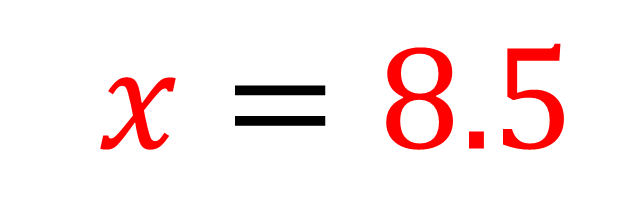 x = 8.5